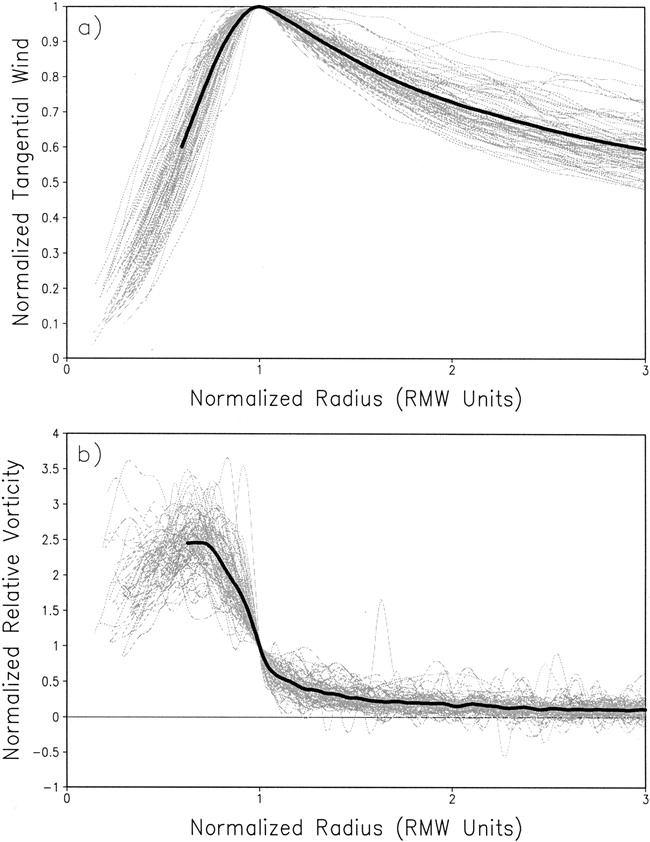 a)
1
0.9
0.8
0.7
0.6
0.5
0.4
0.3
0.2
0.1
0
Normalized Tangential Wind
0 1 2 3
Normalized Radius (RMW Units)
b)
4
3.5
3
2.5
2
1.5
1
0.5
0
−0.5
−1
Normalized Relative Vorticity
0 1 2 3
Normalized Radius (RMW Units)